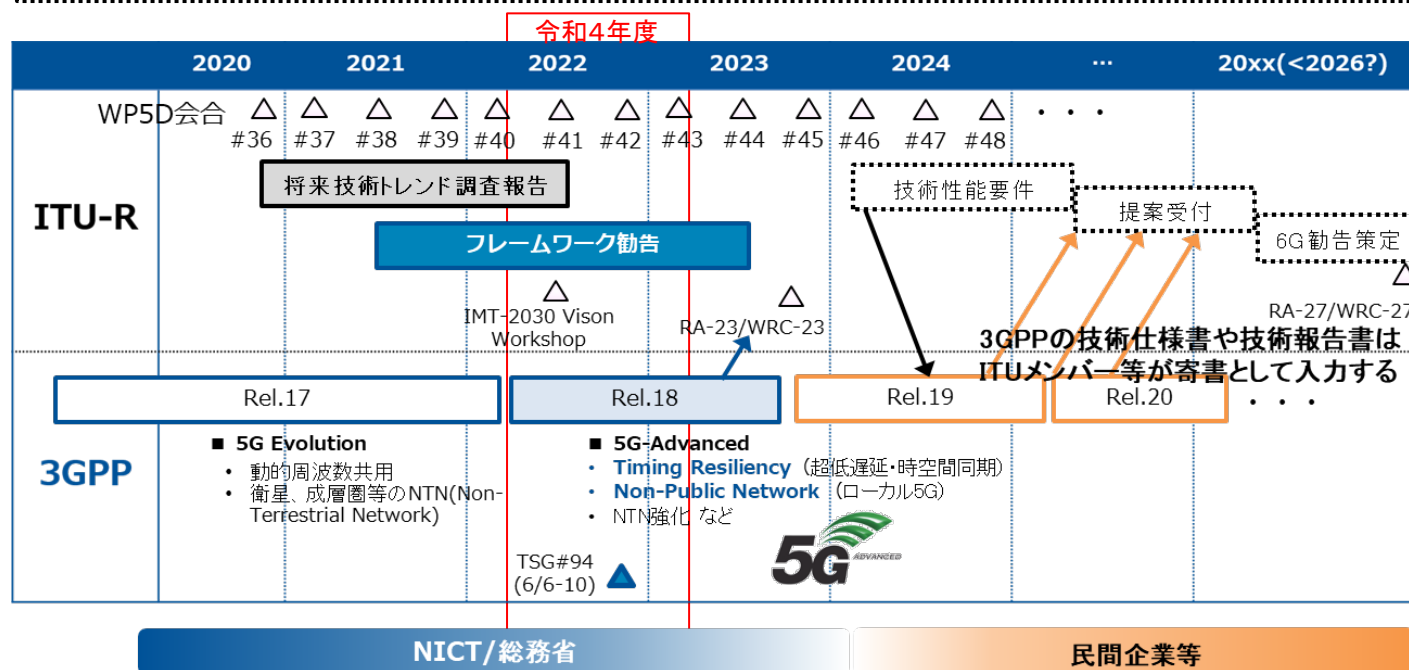 令和4年度
2020 2021 2022 2023 2024 … 20xx(<2026?)
WP5D会合
#36 #37 #38 #39 #40 #41 #42 #43 #44 #45 #46 #47 #48 ・・・
将来技術トレンド調査報告
技術性能要件
提案受付
ITU-R
フレームワーク勧告
6G勧告策定
IMT-2030 Vison
Workshop
RA-23/WRC-23
RA-27/WRC-27
3GPPの技術仕様書や技術報告書は
ITUメンバー等が寄書として入力する
Rel.17 Rel.18 Rel.19 Rel.20 ・・・
3GPP
■ 5G Evolution
• 動的周波数共用
• 衛星、成層圏等のNTN(Non-
Terrestrial Network)
■ 5G-Advanced
• Timing Resiliency (超低遅延・時空間同期)
• Non-Public Network (ローカル5G)
• NTN強化 など
5G ADVANCED
TSG#94
(6/6-10)
NICT/総務省
民間企業等